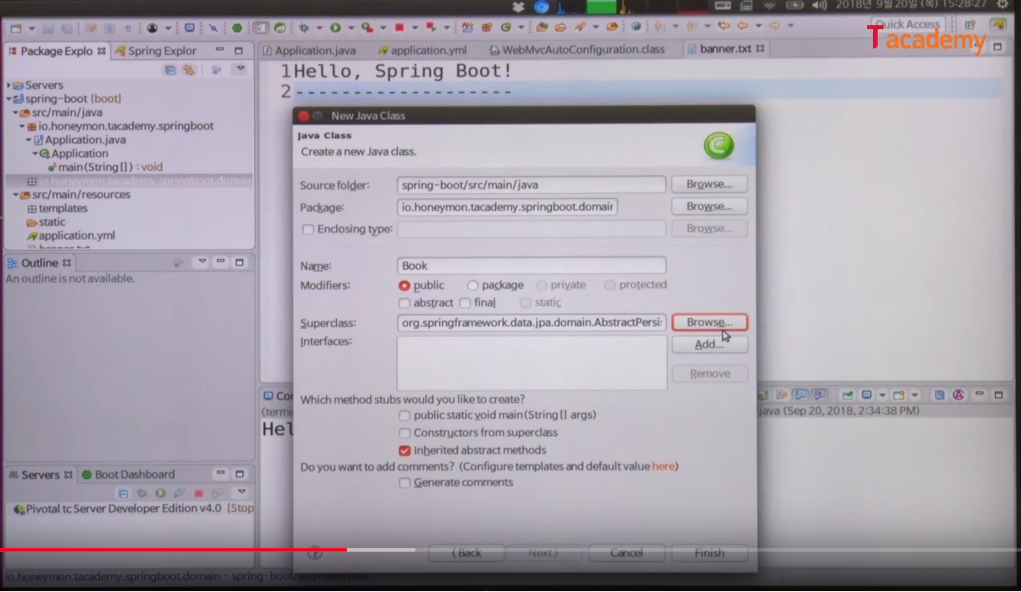 2018년 9월 20일 (목) 15:28:27
Quick Access
Tacademy
Package Explo
Spring Explor
Application.java
application.yml
WebMvcAutoConfiguration.class
banner.txt
Servers
spring-boot [boot]
src/main/java
io.honeymon.tacademy.springboot
Application.java
Application
main(String[]) : void
io.honeymon.tacademy.springboot.domain
src/main/resources
templates
static
application.yml
1Hello, Spring Boot!
2------------------
Outline
An outline is not available.
New Java Class
Java Class
Create a new Java class.
Source folder:
spring-boot/src/main/java
Browse...
Package:
io.honeymon.tacademy.springboot.domain
Browse...
Enclosing type:
Browse...
Name:
Book
Modifiers:
public
package
private
protected
abstract
final
static
Superclass:
org.springframework.data.jpa.domain.AbstractPersi
Browse...
Interfaces:
Add...
Remove
Which method stubs would you like to create?
public static void main(String[] args)
Constructors from superclass
Inherited abstract methods
Do you want to add comments? (Configure templates and default value here)
Generate comments
< Back
Next >
Cancel
Finish
Co
(termi
java (Sep 20, 2018, 2:34:38 PM)
Hel
Servers
Boot Dashboard
Pivotal tc Server Developer Edition v4.0 [Stop
io.honeymon.tacademy.springboot.domain - spring-boot/src/main/java